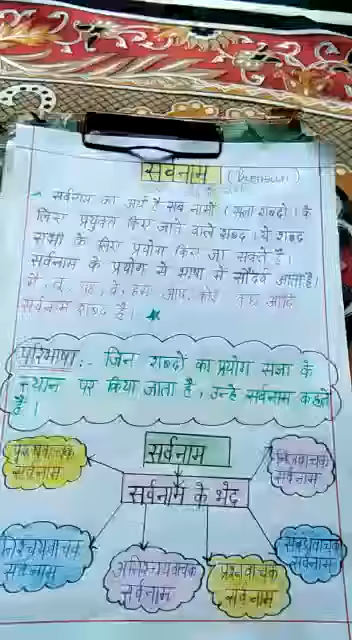 सर्वनाम (Pronoun)
सर्वनाम का अर्थ है सब नामों (संज्ञा शब्दों) के
लिए प्रयुक्त किए जाने वाले शब्द। ये शब्द
सभी के लिए प्रयोग किए जा सकते हैं।
सर्वनाम के प्रयोग से भाषा में सौंदर्य आता है।
मैं, तू, वह, वे, हम, आप, कोई, कुछ आदि
सर्वनाम शब्द हैं।
परिभाषा :- जिन शब्दों का प्रयोग संज्ञा के
स्थान पर किया जाता है, उन्हें सर्वनाम कहते
हैं।
सर्वनाम
सर्वनाम के भेद
पुरुषवाचक
सर्वनाम
निजवाचक
सर्वनाम
निश्चयवाचक
सर्वनाम
अनिश्चयवाचक
सर्वनाम
प्रश्नवाचक
सर्वनाम
संबंधवाचक
सर्वनाम